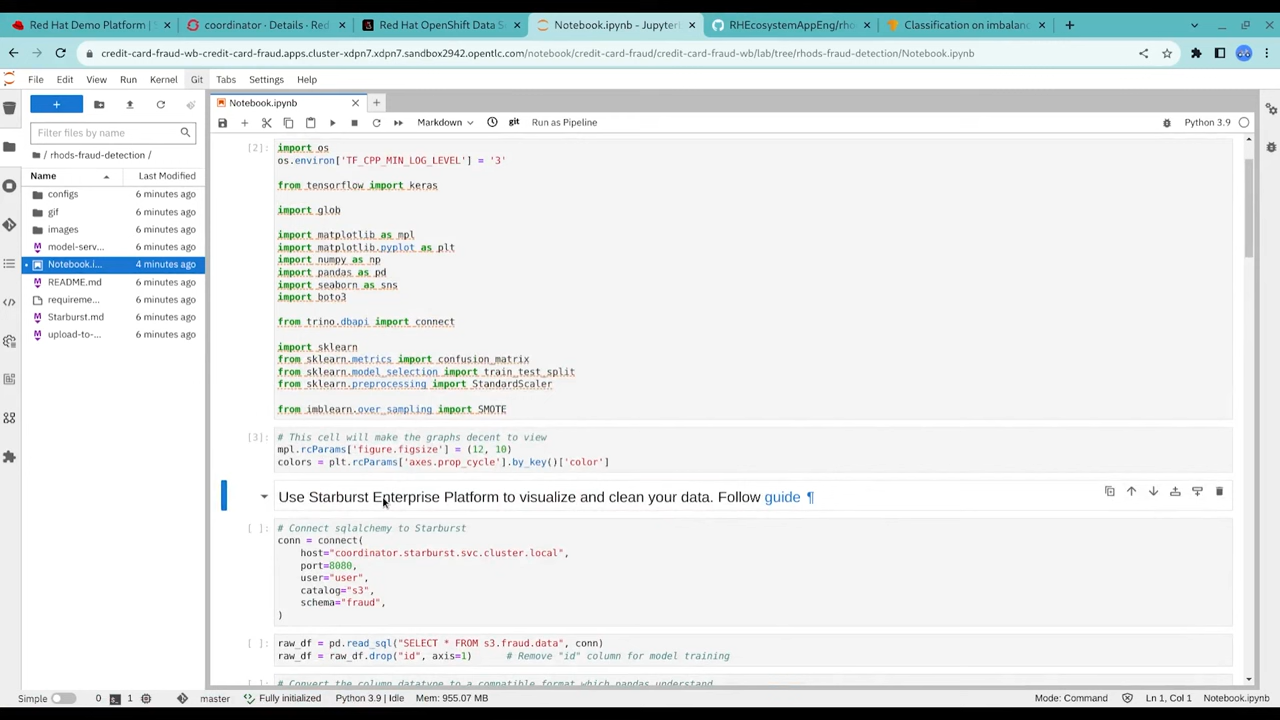 Red Hat Demo Platform |
coordinator · Details · Red
Red Hat OpenShift Data S
Notebook.ipynb - Jupyter
RHEcosystemAppEng/rho
Classification on imbalan
credit-card-fraud-wb-credit-card-fraud.apps.cluster-xdpn7.xdpn7.sandbox2942.opentlc.com/notebook/credit-card-fraud/credit-card-fraud-wb/lab/tree/rhods-fraud-detection/Notebook.ipynb
File Edit View Run Kernel Git Tabs Settings Help
Notebook.ipynb
Filter files by name
Markdown
git
Run as Pipeline
Python 3.9
/ rhods-fraud-detection /
Name
Last Modified
configs 6 minutes ago
gif 6 minutes ago
images 6 minutes ago
model-serv... 6 minutes ago
Notebook.i... 4 minutes ago
README.md 6 minutes ago
requireme... 6 minutes ago
Starburst.md 6 minutes ago
upload-to-... 6 minutes ago
[2]: import os
os.environ['TF_CPP_MIN_LOG_LEVEL'] = '3'
from tensorflow import keras
import glob
import matplotlib as mpl
import matplotlib.pyplot as plt
import numpy as np
import pandas as pd
import seaborn as sns
import boto3
from trino.dbapi import connect
import sklearn
from sklearn.metrics import confusion_matrix
from sklearn.model_selection import train_test_split
from sklearn.preprocessing import StandardScaler
from imblearn.over_sampling import SMOTE
[3]: # This cell will make the graphs decent to view
mpl.rcParams['figure.figsize'] = (12, 10)
colors = plt.rcParams['axes.prop_cycle'].by_key()['color']
Use Starburst Enterprise Platform to visualize and clean your data. Follow guide ¶
[ ]: # Connect sqlalchemy to Starburst
conn = connect(
host="coordinator.starburst.svc.cluster.local",
port=8080,
user="user",
catalog="s3",
schema="fraud",
)
[ ]: raw_df = pd.read_sql("SELECT * FROM s3.fraud.data", conn)
raw_df = raw_df.drop("id", axis=1) # Remove "id" column for model training
[ ]: # Convert the column datatype to a compatible format which pandas understand
Simple 0 1 master Fully initialized Python 3.9 | Idle Mem: 955.07 MB Mode: Command Ln 1, Col 1 Notebook.ipynb